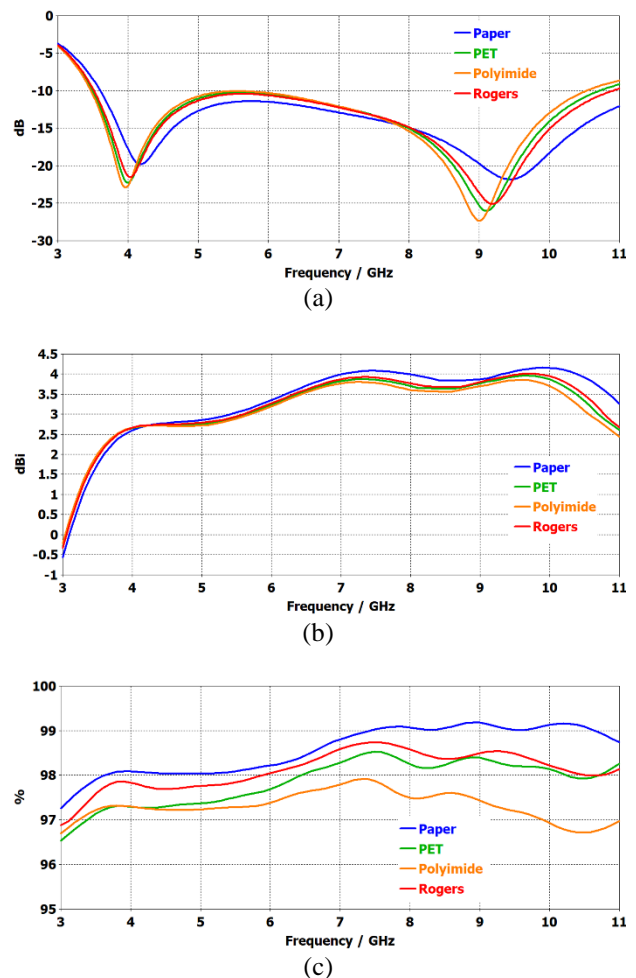 0
-5
-10
-15
-20
-25
-30
dB
Paper
PET
Polyimide
Rogers
3 4 5 6 7 8 9 10 11
Frequency / GHz
(a)
4.5
4
3.5
3
2.5
2
1.5
1
0.5
0
-0.5
-1
dBi
Paper
PET
Polyimide
Rogers
3 4 5 6 7 8 9 10 11
Frequency / GHz
(b)
100
99
98
97
96
95
%
Paper
PET
Polyimide
Rogers
3 4 5 6 7 8 9 10 11
Frequency / GHz
(c)